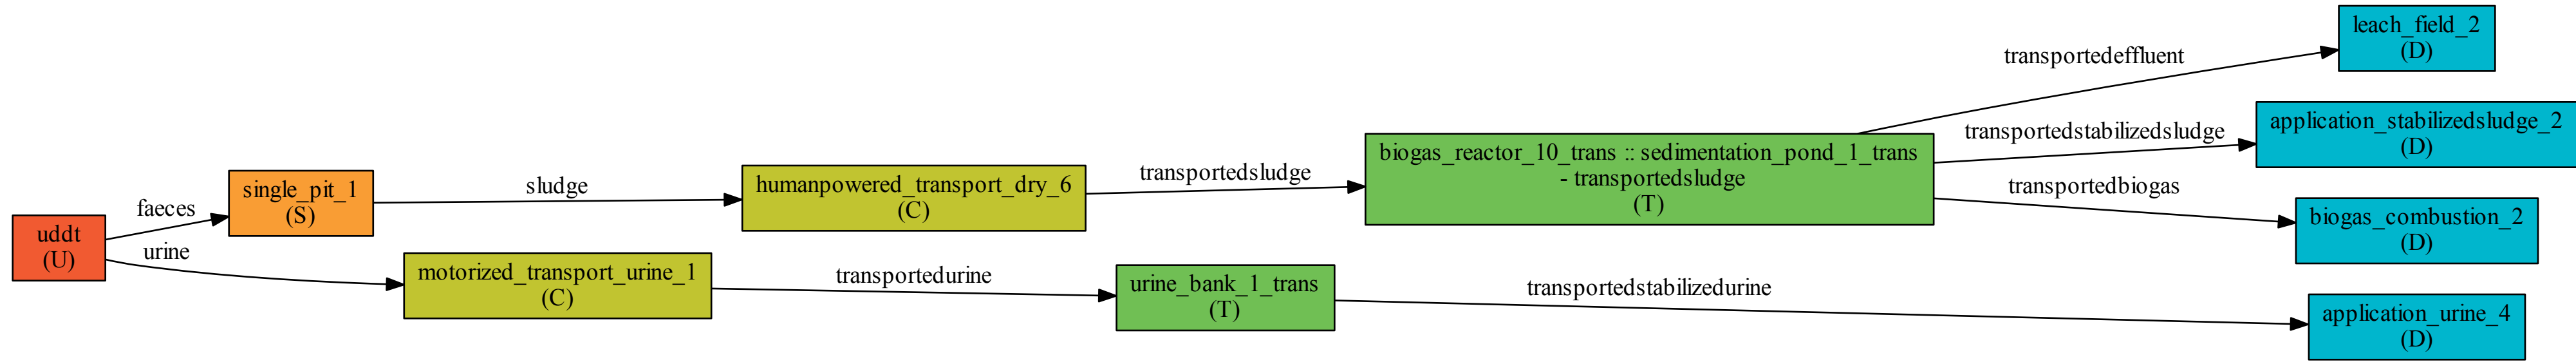 uddt
(U)
faeces
urine
single_pit_1
(S)
sludge
motorized_transport_urine_1
(C)
humanpowered_transport_dry_6
(C)
transportedurine
transportedsludge
urine_bank_1_trans
(T)
biogas_reactor_10_trans :: sedimentation_pond_1_trans
- transportedsludge
(T)
transportedstabilizedurine
transportedeffluent
transportedstabilizedsludge
transportedbiogas
leach_field_2
(D)
application_stabilizedsludge_2
(D)
biogas_combustion_2
(D)
application_urine_4
(D)